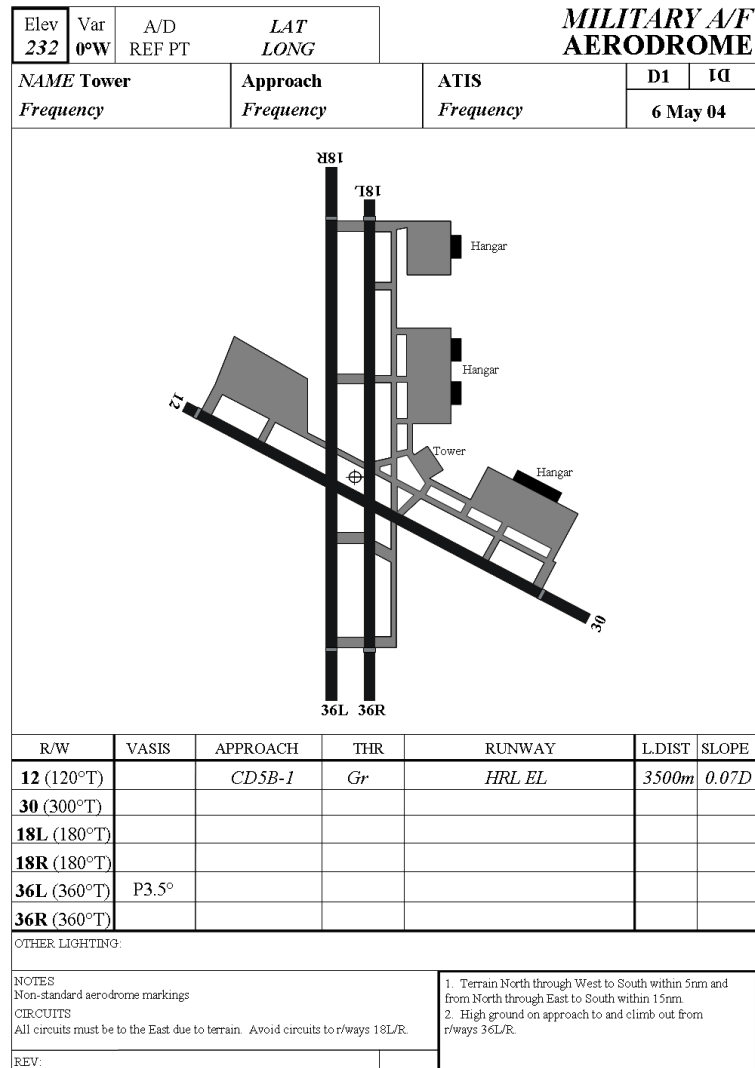 MILITARY A/F
AERODROME
Elev Var A/D LAT
232 0°W REF PT LONG
NAME Tower Approach ATIS D1 D1
Frequency Frequency Frequency 6 May 04
18R
18L
Hangar
Hangar
12
Tower
Hangar
30
36L 36R
R/W VASIS APPROACH THR RUNWAY L.DIST SLOPE
12 (120°T) CD5B-1 Gr HRL EL 3500m 0.07D
30 (300°T)
18L (180°T)
18R (180°T)
36L (360°T) P3.5°
36R (360°T)
OTHER LIGHTING:
NOTES
Non-standard aerodrome markings
CIRCUITS
All circuits must be to the East due to terrain. Avoid circuits to r/ways 18L/R.
1. Terrain North through West to South within 5nm and
from North through East to South within 15nm.
2. High ground on approach to and climb out from
r/ways 36L/R.
REV: